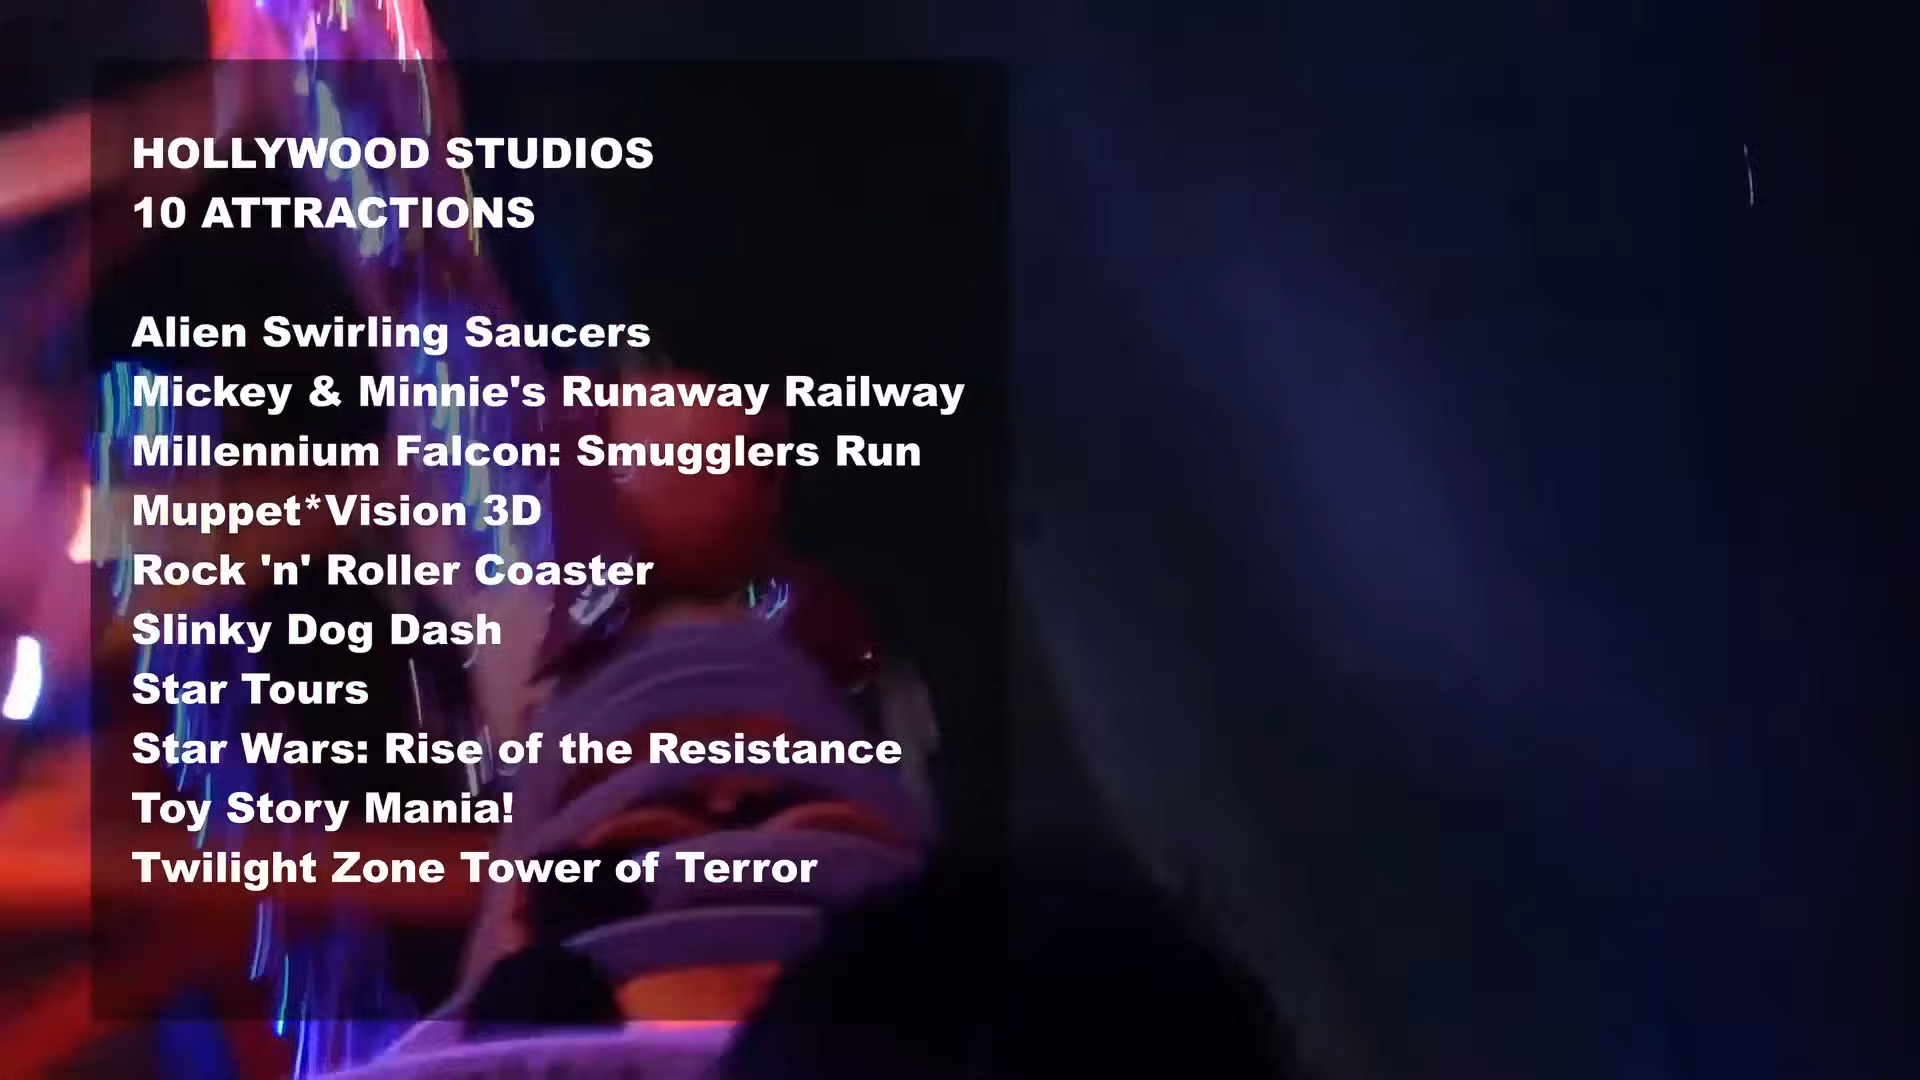 HOLLYWOOD STUDIOS
10 ATTRACTIONS
Alien Swirling Saucers
Mickey & Minnie's Runaway Railway
Millennium Falcon: Smugglers Run
Muppet*Vision 3D
Rock 'n' Roller Coaster
Slinky Dog Dash
Star Tours
Star Wars: Rise of the Resistance
Toy Story Mania!
Twilight Zone Tower of Terror